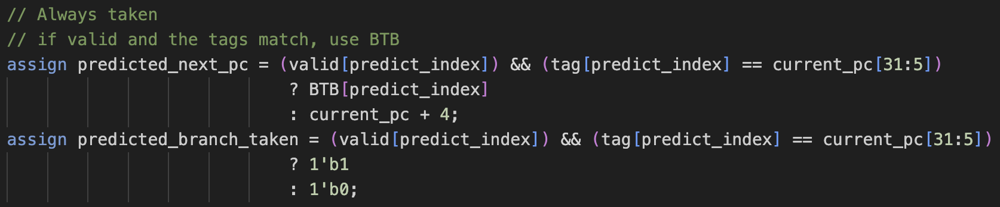 // Always taken
// if valid and the tags match, use BTB
assign predicted_next_pc = (valid[predict_index]) && (tag[predict_index] == current_pc[31:5])
? BTB[predict_index]
: current_pc + 4;
assign predicted_branch_taken = (valid[predict_index]) && (tag[predict_index] == current_pc[31:5])
? 1'b1
: 1'b0;